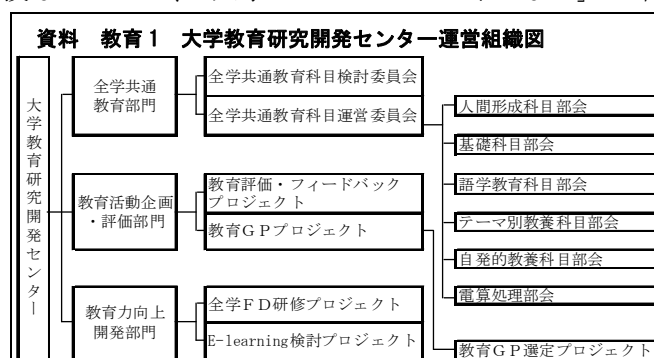 資料　教育１　大学教育研究開発センター運営組織図
大学教育研究開発センター
全学共通
教育部門
全学共通教育科目検討委員会
全学共通教育科目運営委員会
人間形成科目部会
基礎科目部会
語学教育科目部会
テーマ別教養科目部会
自発的教養科目部会
電算処理部会
教育活動企画
・評価部門
教育評価・フィードバック
プロジェクト
教育ＧＰプロジェクト
教育ＧＰ選定プロジェクト
教育力向上
開発部門
全学ＦＤ研修プロジェクト
E-learning検討プロジェクト